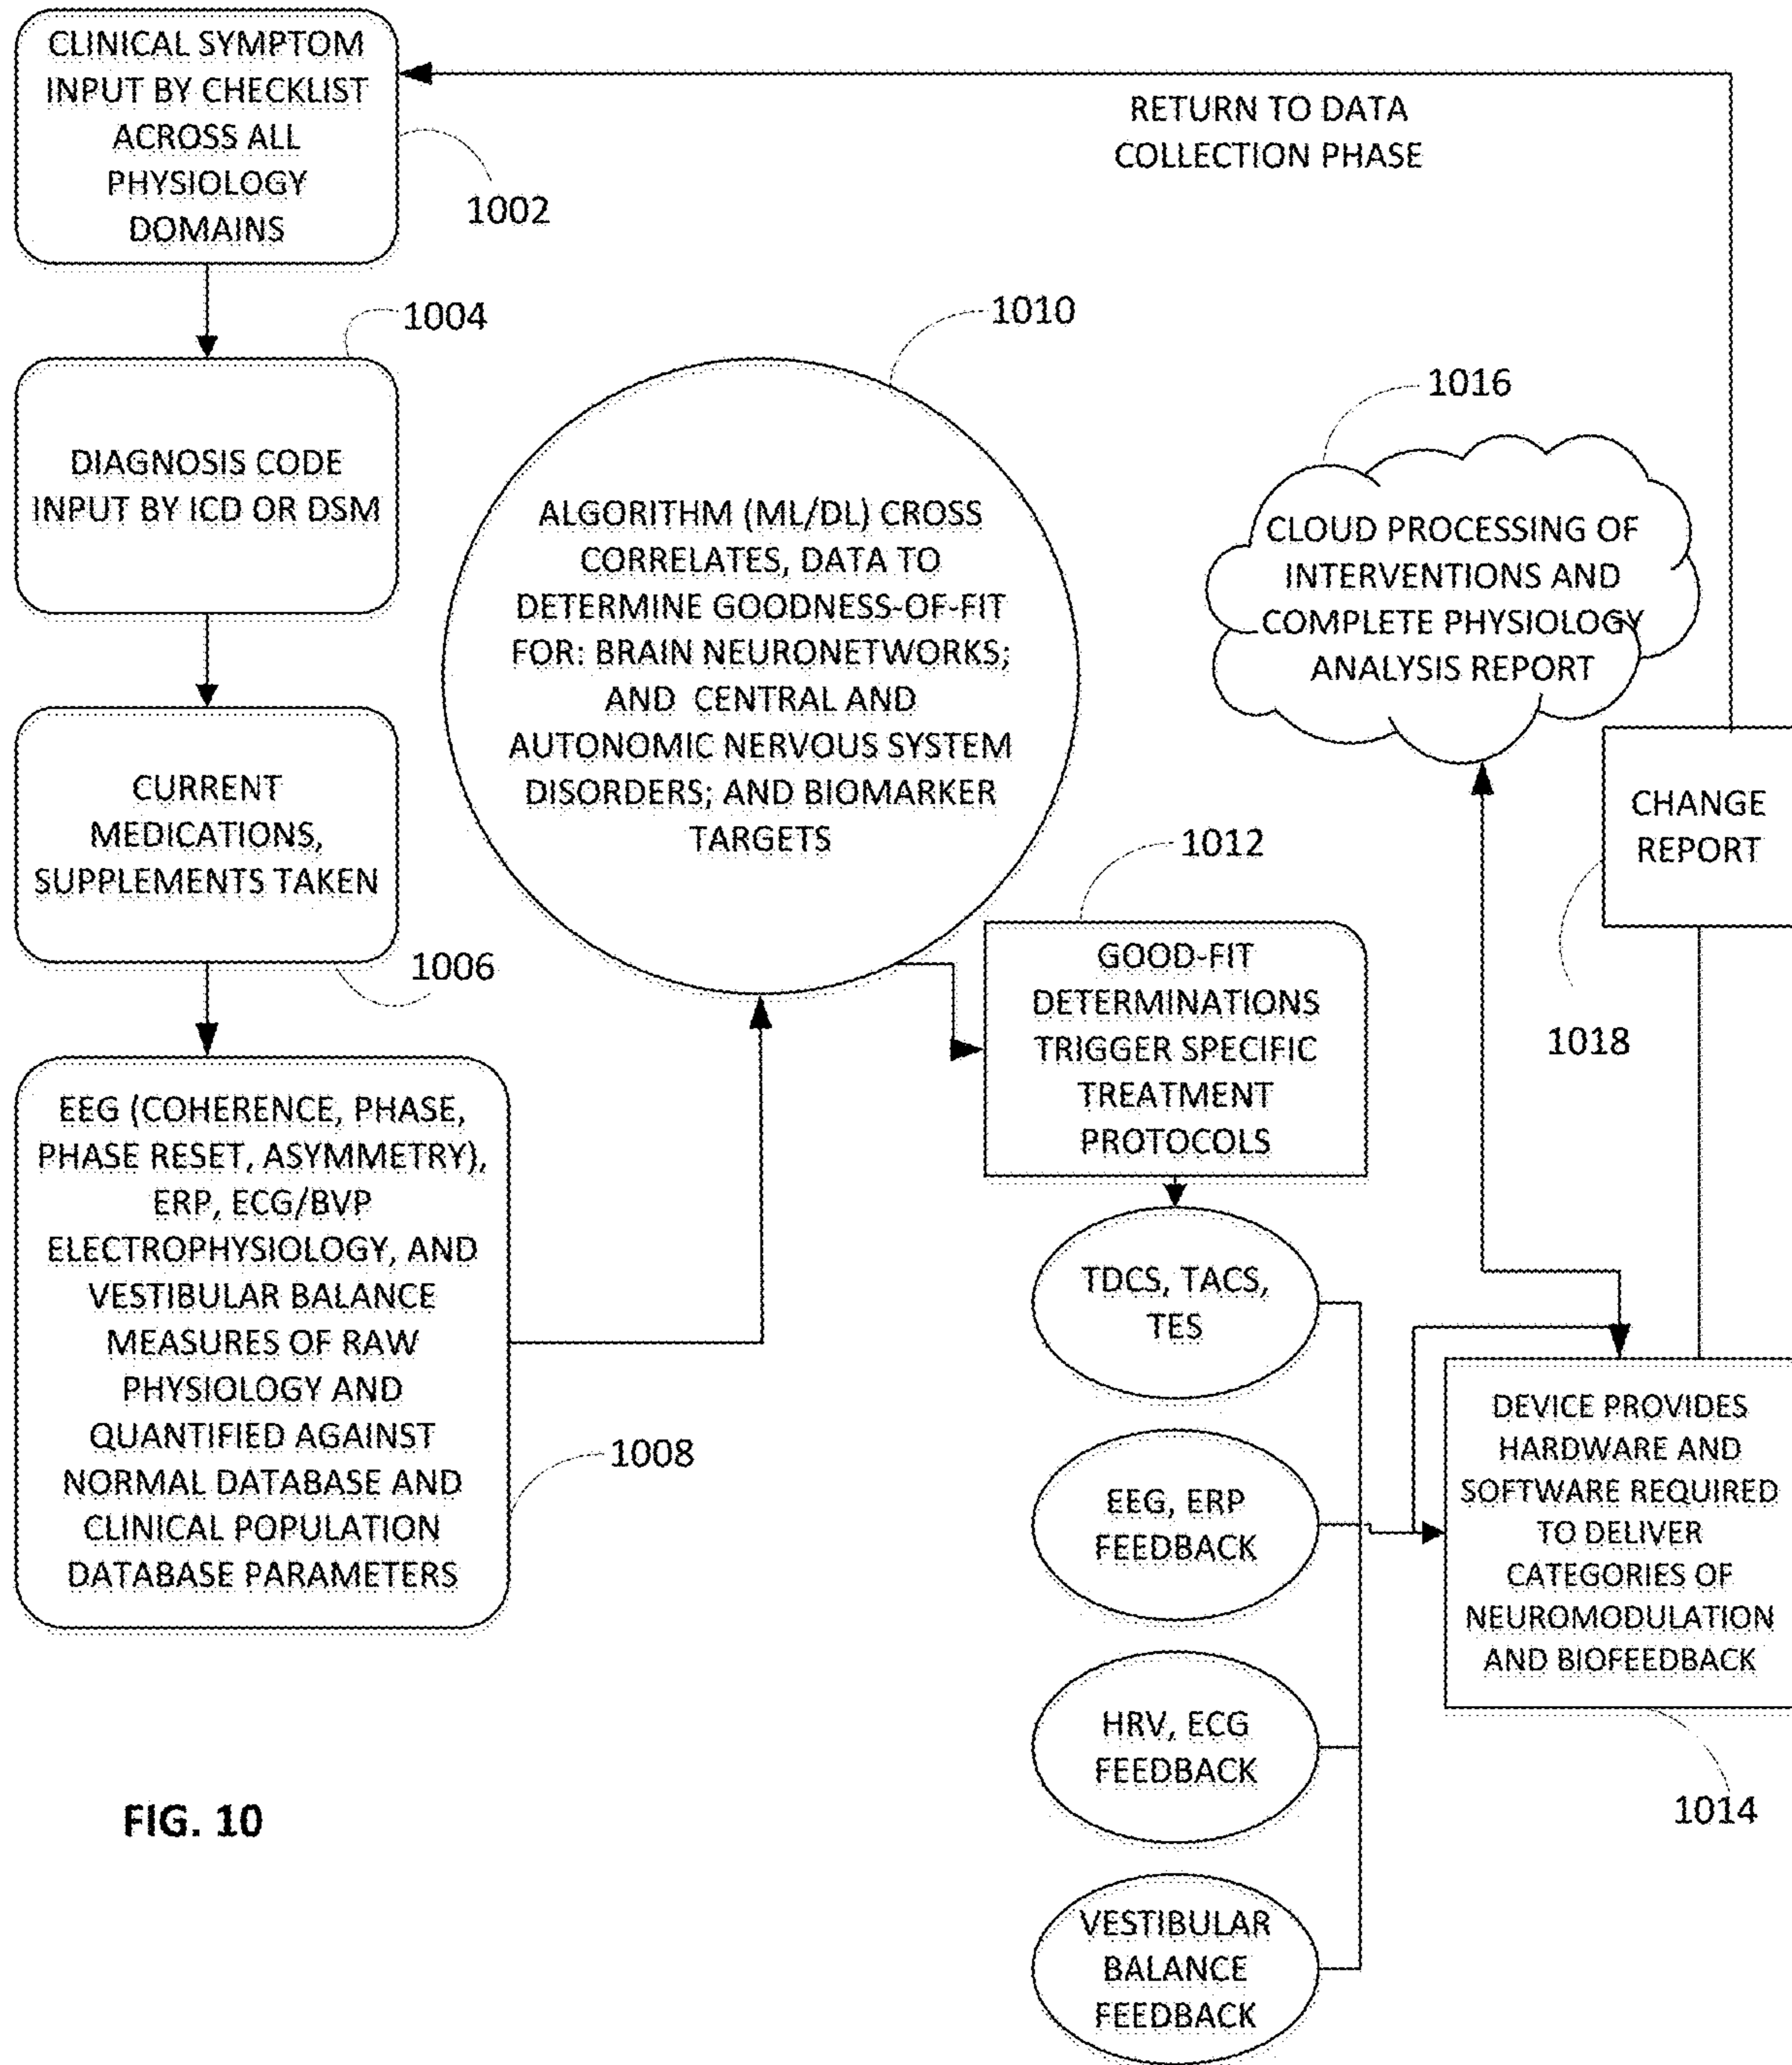 CLINICAL SYMPTOM
INPUT BY CHECKLIST
ACROSS ALL
PHYSIOLOGY
DOMAINS
1002
RETURN TO DATA
COLLECTION PHASE
1004
DIAGNOSIS CODE
INPUT BY ICD OR DSM
CURRENT
MEDICATIONS,
SUPPLEMENTS TAKEN
1006
EEG (COHERENCE, PHASE,
PHASE RESET, ASYMMETRY),
ERP, ECG/BVP
ELECTROPHYSIOLOGY, AND
VESTIBULAR BALANCE
MEASURES OF RAW
PHYSIOLOGY AND
QUANTIFIED AGAINST
NORMAL DATABASE AND
CLINICAL POPULATION
DATABASE PARAMETERS
1008
1010
ALGORITHM (ML/DL) CROSS
CORRELATES, DATA TO
DETERMINE GOODNESS-OF-FIT
FOR: BRAIN NEURONETWORKS;
AND CENTRAL AND
AUTONOMIC NERVOUS SYSTEM
DISORDERS; AND BIOMARKER
TARGETS
1012
GOOD-FIT
DETERMINATIONS
TRIGGER SPECIFIC
TREATMENT
PROTOCOLS
TDCS, TACS,
TES
EEG, ERP
FEEDBACK
HRV, ECG
FEEDBACK
VESTIBULAR
BALANCE
FEEDBACK
1016
CLOUD PROCESSING OF
INTERVENTIONS AND
COMPLETE PHYSIOLOGY
ANALYSIS REPORT
CHANGE
REPORT
1018
DEVICE PROVIDES
HARDWARE AND
SOFTWARE REQUIRED
TO DELIVER
CATEGORIES OF
NEUROMODULATION
AND BIOFEEDBACK
1014
FIG. 10